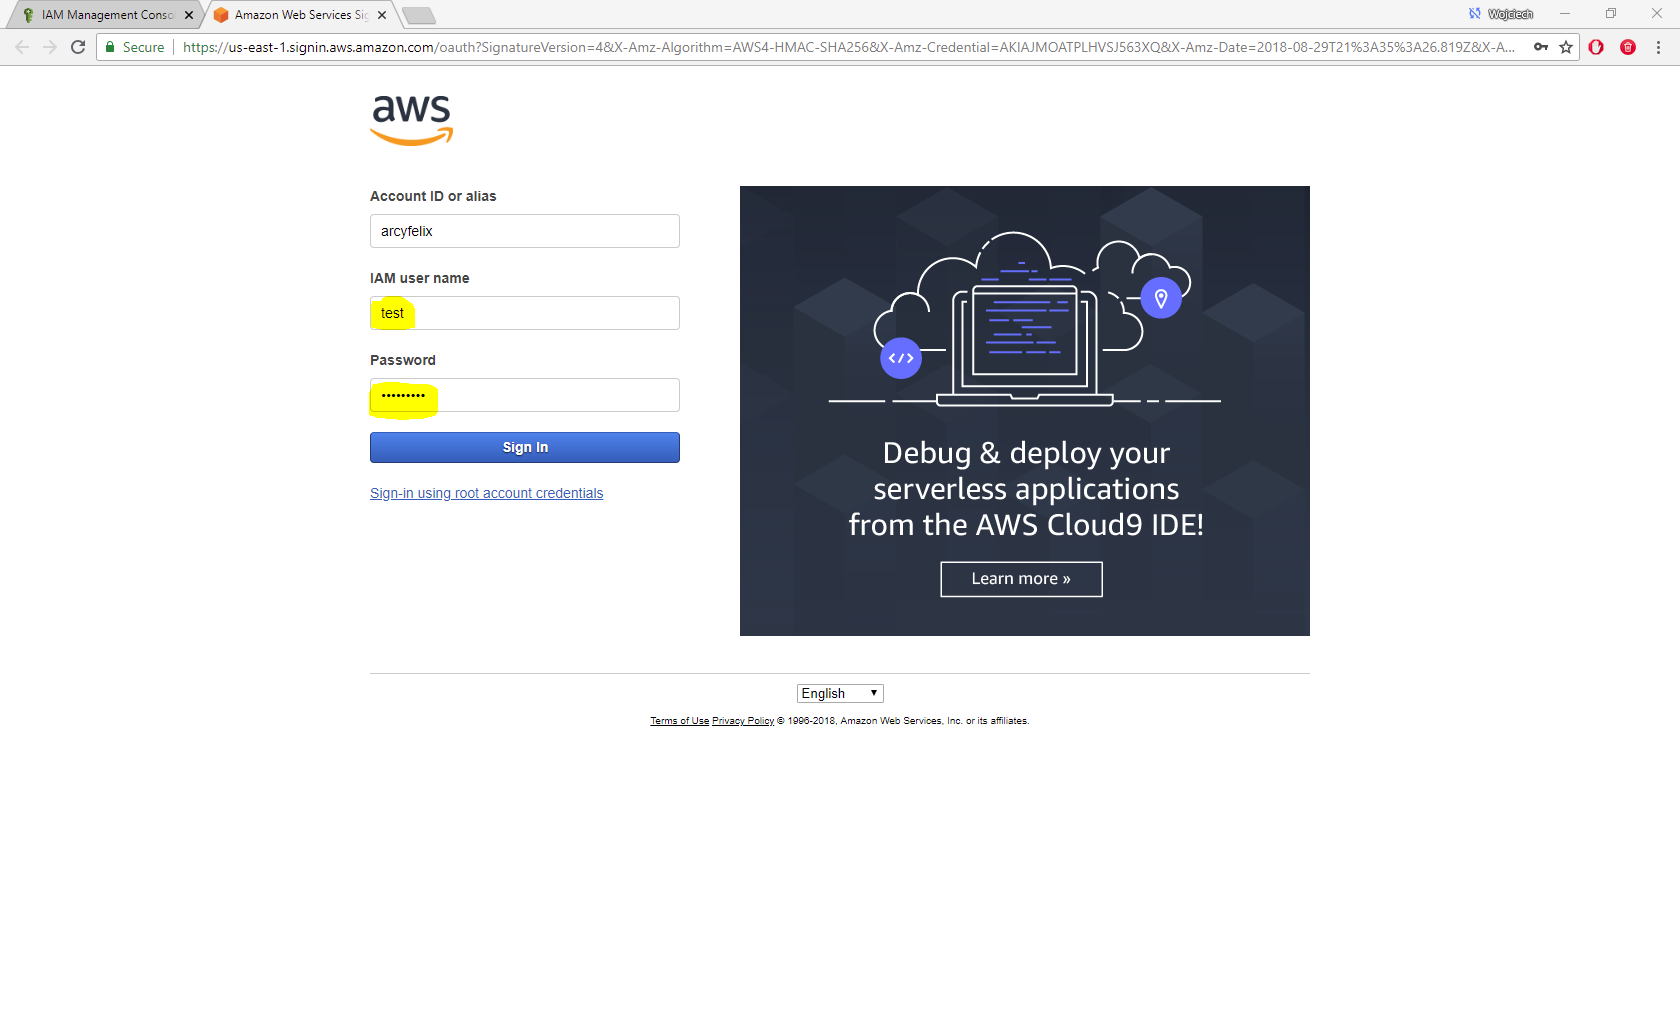 IAM Management Conso
Amazon Web Services Sig
Wojciech
Secure
https://us-east-1.signin.aws.amazon.com/oauth?SignatureVersion=4&X-Amz-Algorithm=AWS4-HMAC-SHA256&X-Amz-Credential=AKIAJMOATPLHVSJ563XQ&X-Amz-Date=2018-08-29T21%3A35%3A26.819Z&X-A...
aws
Account ID or alias
arcyfelix
IAM user name
test
Password
•••••••••
Sign In
Sign-in using root account credentials
</>
Debug & deploy your
serverless applications
from the AWS Cloud9 IDE!
Learn more »
English
Terms of Use Privacy Policy © 1996-2018, Amazon Web Services, Inc. or its affiliates.